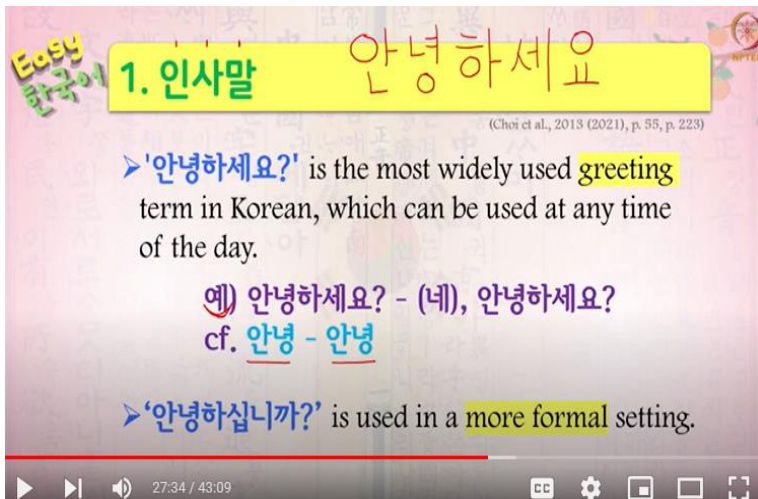 Easy
한국어
1. 인사말 안녕하세요
NPTEL
(Choi et al., 2013 (2021), p. 55, p. 223)
➢'안녕하세요?' is the most widely used greeting
term in Korean, which can be used at any time
of the day.
예) 안녕하세요? - (네), 안녕하세요?
cf. 안녕 - 안녕
➢‘안녕하십니까?’ is used in a more formal setting.
27:34 / 43:09
CC